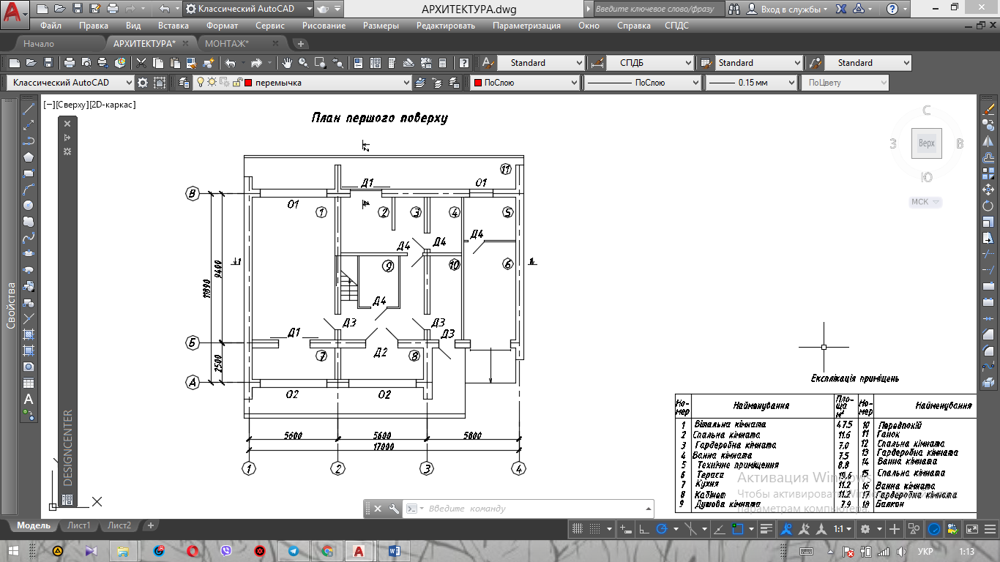 Классический AutoCAD
АРХИТЕКТУРА.dwg
Введите ключевое слово/фразу
Вход в службы
Файл Правка Вид Вставка Формат Сервис Рисование Размеры Редактировать Параметризация Окно Справка СПДС
Начало АРХИТЕКТУРА* МОНТАЖ*
Standard СПДБ Standard Standard
Классический AutoCAD перемычка ПоСлою ПоСлою 0.15 мм ПоЦвету
[−][Сверху][2D-каркас]
План першого поверху
С
З Верх В
Ю
МСК
11
Д1 О1
В
О1 1 2 3 4 5
Д4 Д4 Д4
1 9 10 6 1
9400
11890
Д4
Д3 Д3
Д1 Д3
Б
Д2
7 8
2500
А
О2 О2
5600 5600 5800
17000
1 2 3 4
Свойства
DESIGNCENTER
Експлікація приміщень
Но-мер Найменування Пло-ща м² Но-мер Найменування
1 Вітальна кімната 47.5 10 Передпокій
2 Спальна кімната 11.6 11 Ганок
3 Гардеробна кімната 7.0 12 Спальна кімната
4 Ванна кімната 7.5 13 Гардеробна кімната
5 Технічне приміщення 8.8 14 Ванна кімната
6 Тераса 19.6 15 Спальна кімната
7 Кухня 11.2 16 Ванна кімната
8 Кабінет 11.2 17 Гардеробна кімната
9 Душова кімната 7.9 18 Балкон
Активация Windows
Чтобы активировать Windows
параметрам компьютера.
Введите команду
Модель Лист1 Лист2
1:1
УКР 1:13